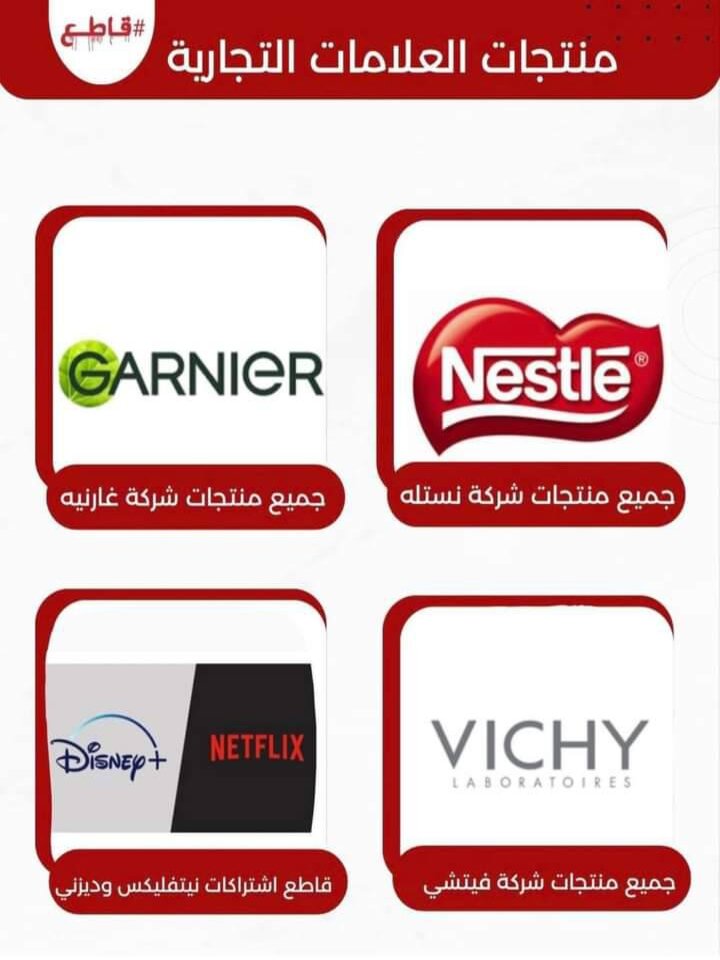 #قاطع
منتجات العلامات التجارية
Nestlé®
جميع منتجات شركة نستله
GARNIER
جميع منتجات شركة غارنيه
VICHY
LABORATOIRES
جميع منتجات شركة فيتشي
Disney+
NETFLIX
قاطع اشتراكات نيتفليكس وديزني